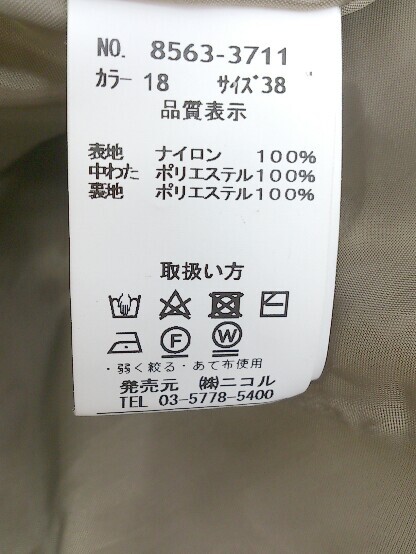 NO. 8563-3711
カラー 18 サイズ 38
品質表示
表地 ナイロン 100%
中わた ポリエステル 100%
裏地 ポリエステル 100%
取扱い方
F W
・弱く絞る・あて布使用
発売元 ㈱ニコル
TEL 03-5778-5400